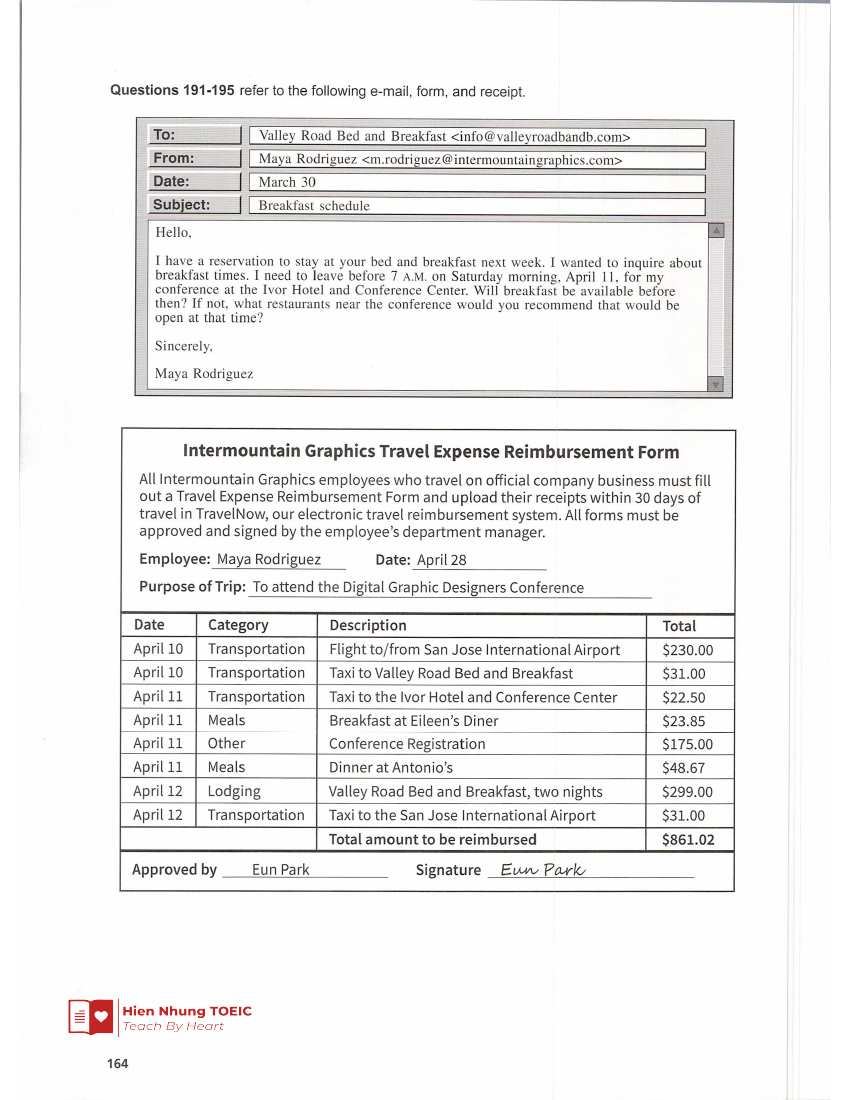 Questions 191-195 refer to the following e-mail, form, and receipt.
To: Valley Road Bed and Breakfast <info@valleyroadbandb.com>
From: Maya Rodriguez <m.rodriguez@intermountaingraphics.com>
Date: March 30
Subject: Breakfast schedule
Hello,
I have a reservation to stay at your bed and breakfast next week. I wanted to inquire about
breakfast times. I need to leave before 7 A.M. on Saturday morning, April 11, for my
conference at the Ivor Hotel and Conference Center. Will breakfast be available before
then? If not, what restaurants near the conference would you recommend that would be
open at that time?
Sincerely,
Maya Rodriguez
Intermountain Graphics Travel Expense Reimbursement Form
All Intermountain Graphics employees who travel on official company business must fill
out a Travel Expense Reimbursement Form and upload their receipts within 30 days of
travel in TravelNow, our electronic travel reimbursement system. All forms must be
approved and signed by the employee's department manager.
Employee: Maya Rodriguez Date: April 28
Purpose of Trip: To attend the Digital Graphic Designers Conference
Date Category Description Total
April 10 Transportation Flight to/from San Jose International Airport $230.00
April 10 Transportation Taxi to Valley Road Bed and Breakfast $31.00
April 11 Transportation Taxi to the Ivor Hotel and Conference Center $22.50
April 11 Meals Breakfast at Eileen's Diner $23.85
April 11 Other Conference Registration $175.00
April 11 Meals Dinner at Antonio's $48.67
April 12 Lodging Valley Road Bed and Breakfast, two nights $299.00
April 12 Transportation Taxi to the San Jose International Airport $31.00
Total amount to be reimbursed $861.02
Approved by Eun Park Signature Eun Park
Hien Nhung TOEIC
Teach By Heart
164